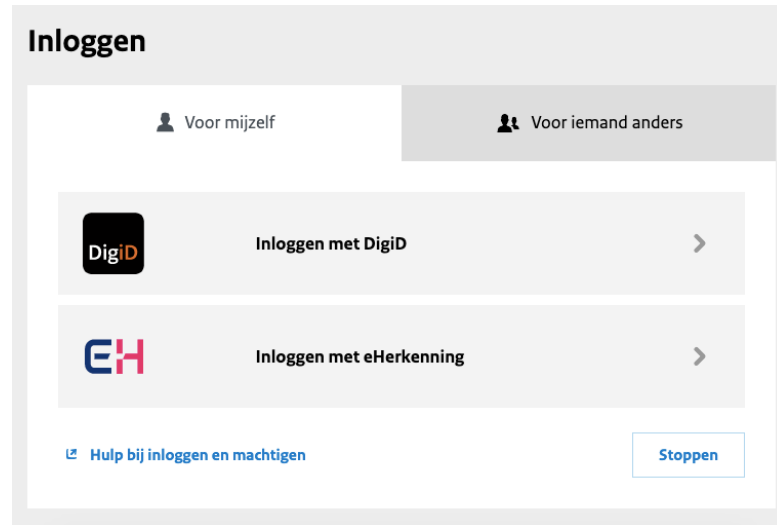 Inloggen
Voor mijzelf
Voor iemand anders
DigiD
Inloggen met DigiD
EH
Inloggen met eHerkenning
Hulp bij inloggen en machtigen
Stoppen